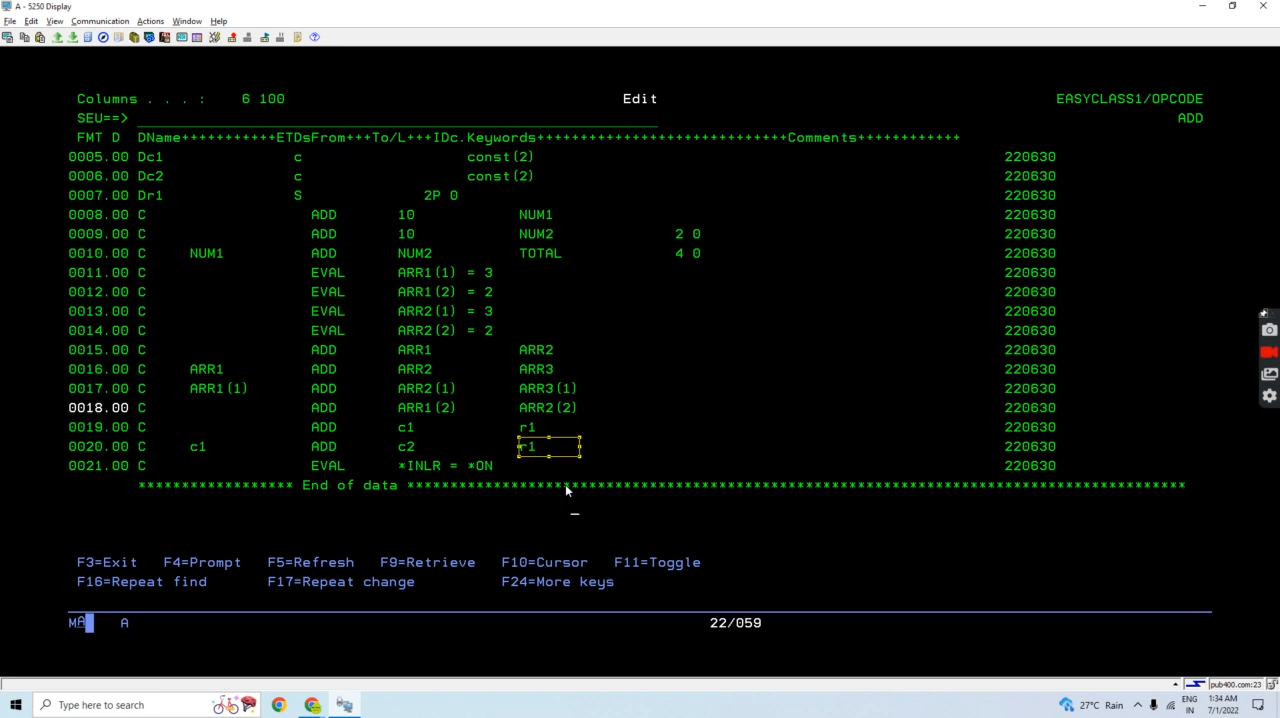 A - 5250 Display
File Edit View Communication Actions Window Help
Columns . . . : 6 100 Edit EASYCLASS1/OPCODE
SEU==> ADD
FMT D DName+++++++++++ETDsFrom+++To/L+++IDc.Keywords+++++++++++++++++++++++++++++Comments++++++++++++
0005.00 Dc1 c const(2) 220630
0006.00 Dc2 c const(2) 220630
0007.00 Dr1 S 2P 0 220630
0008.00 C ADD 10 NUM1 220630
0009.00 C ADD 10 NUM2 2 0 220630
0010.00 C NUM1 ADD NUM2 TOTAL 4 0 220630
0011.00 C EVAL ARR1(1) = 3 220630
0012.00 C EVAL ARR1(2) = 2 220630
0013.00 C EVAL ARR2(1) = 3 220630
0014.00 C EVAL ARR2(2) = 2 220630
0015.00 C ADD ARR1 ARR2 220630
0016.00 C ARR1 ADD ARR2 ARR3 220630
0017.00 C ARR1(1) ADD ARR2(1) ARR3(1) 220630
0018.00 C ADD ARR1(2) ARR2(2) 220630
0019.00 C ADD c1 r1 220630
0020.00 C c1 ADD c2 r1 220630
0021.00 C EVAL *INLR = *ON 220630
****************** End of data ******************************************************************************************
F3=Exit F4=Prompt F5=Refresh F9=Retrieve F10=Cursor F11=Toggle
F16=Repeat find F17=Repeat change F24=More keys
MA A 22/059
pub400.com:23
Type here to search 27°C Rain ENG IN 1:34 AM 7/1/2022